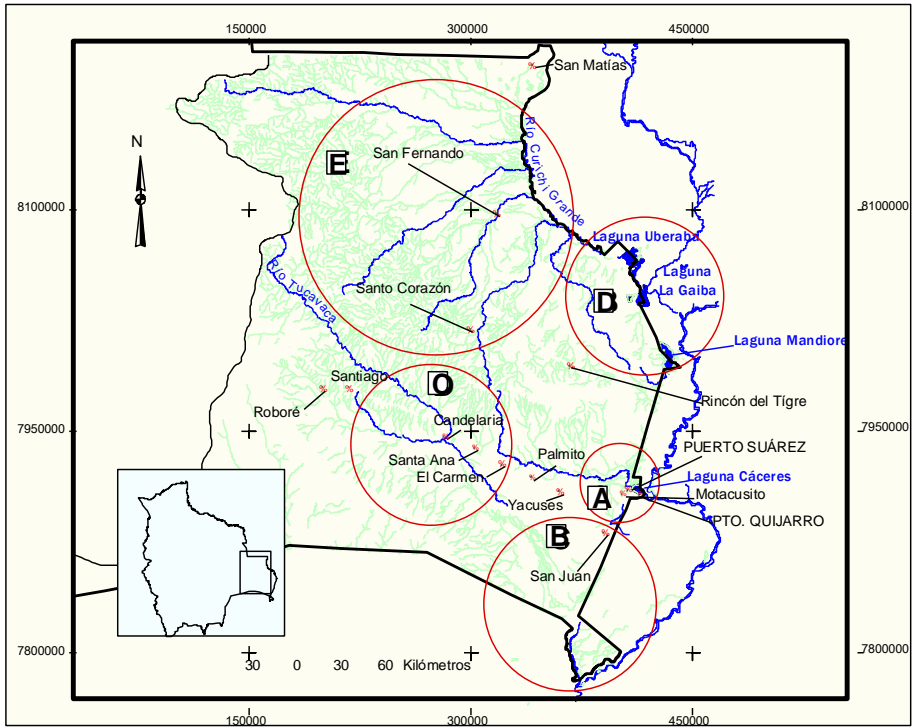 150000 300000 450000
San Matías
N
Río Curichi Grande
San Fernando
E
8100000 8100000
Laguna Uberaba
Laguna
La Gaiba
Río Tucavaca
Santo Corazón
D
Laguna Mandiore
Santiago
O
Roboré
Rincón del Tígre
Candelaria
7950000 7950000
PUERTO SUÁREZ
Santa Ana
Palmito
El Carmen
Laguna Cáceres
A
Motacusito
Yacuses
PTO. QUIJARRO
B
San Juan
7800000 7800000
30 0 30 60 Kilómetros
150000 300000 450000